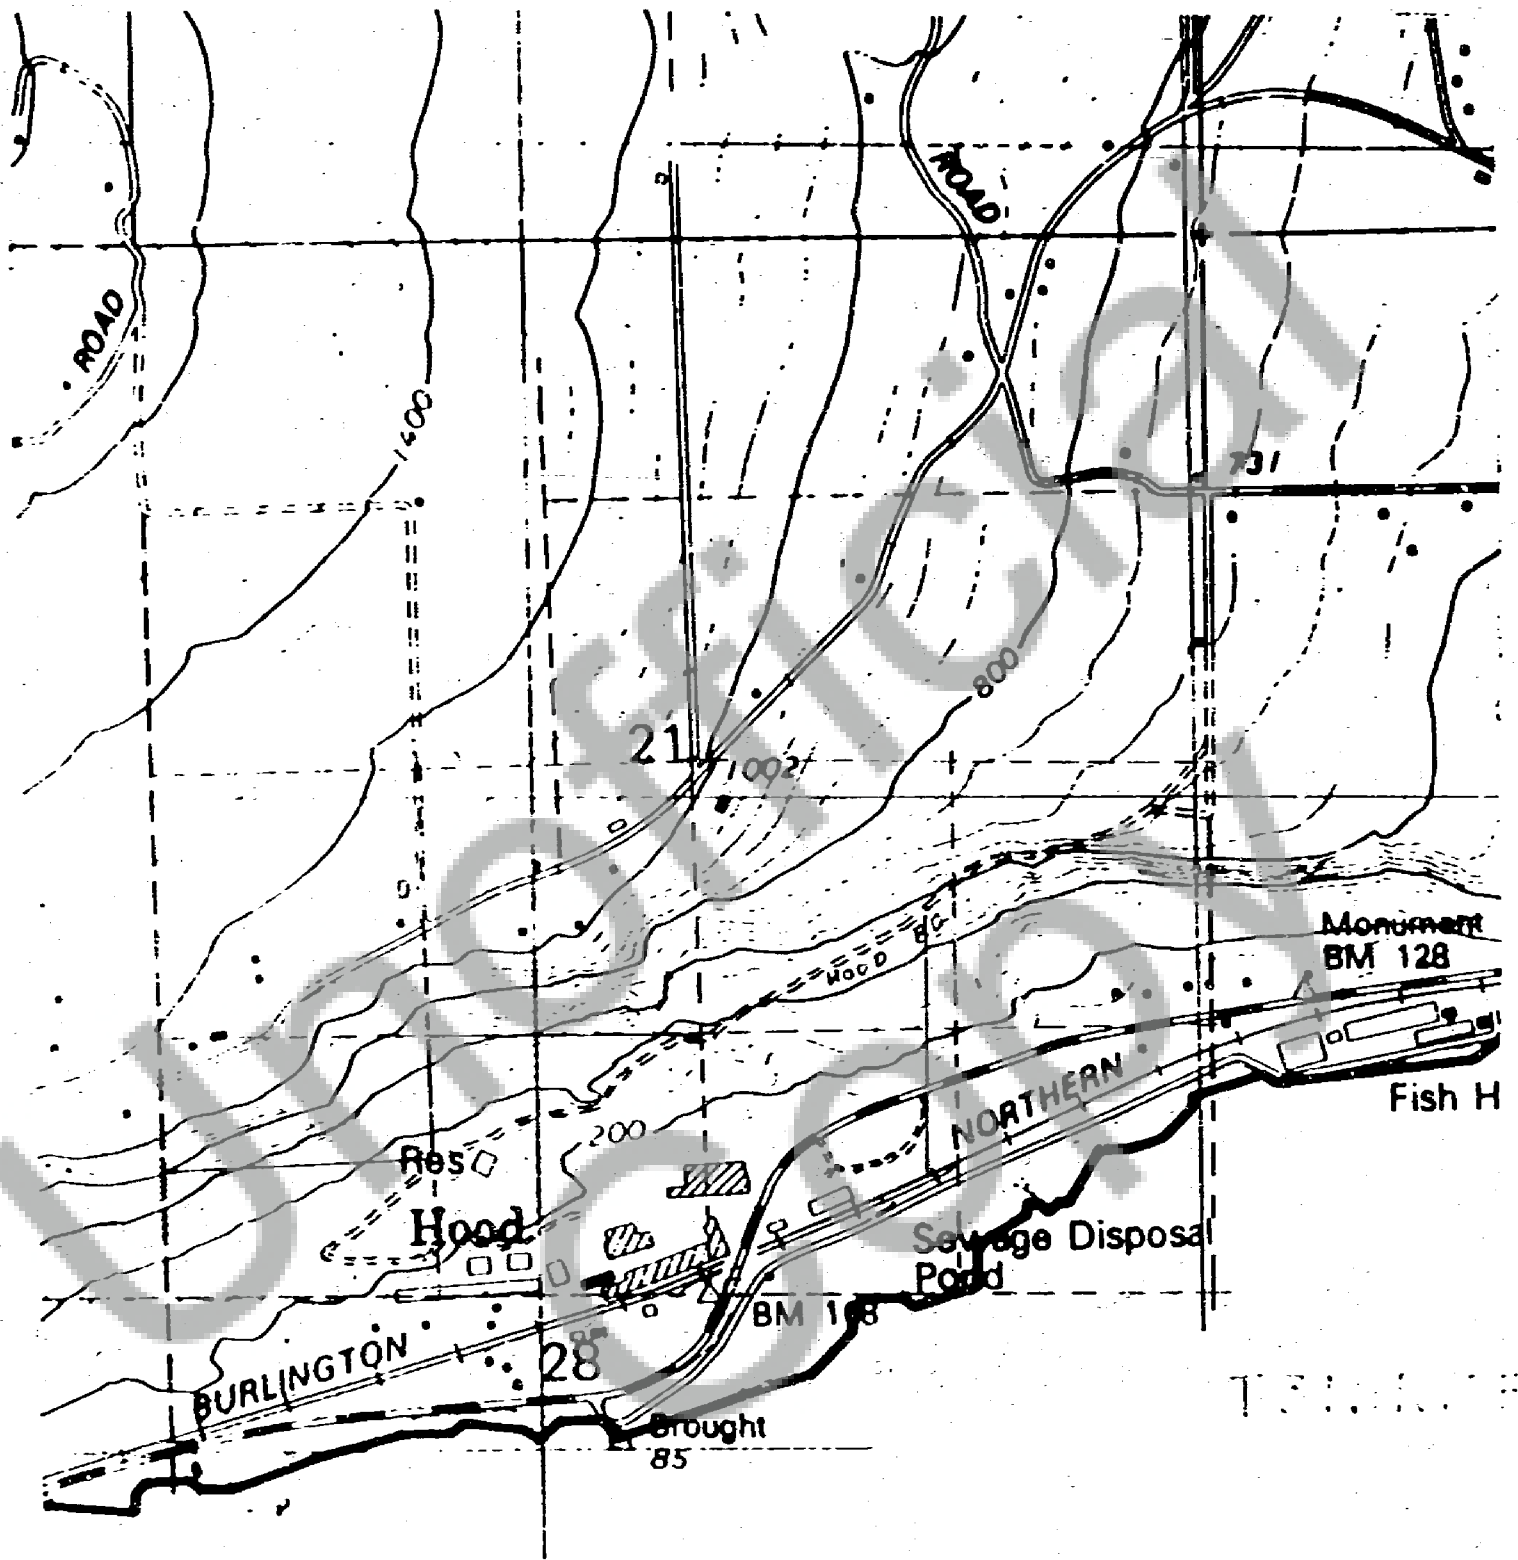 ROAD
ROAD
1400
731
800
21
1002
Monument
BM 128
HOOD
NORTHERN
Fish H
200
Res
Hood
Sewage Disposal
Pond
BM 108
28
BURLINGTON
Brought
85
Unofficial
Copy